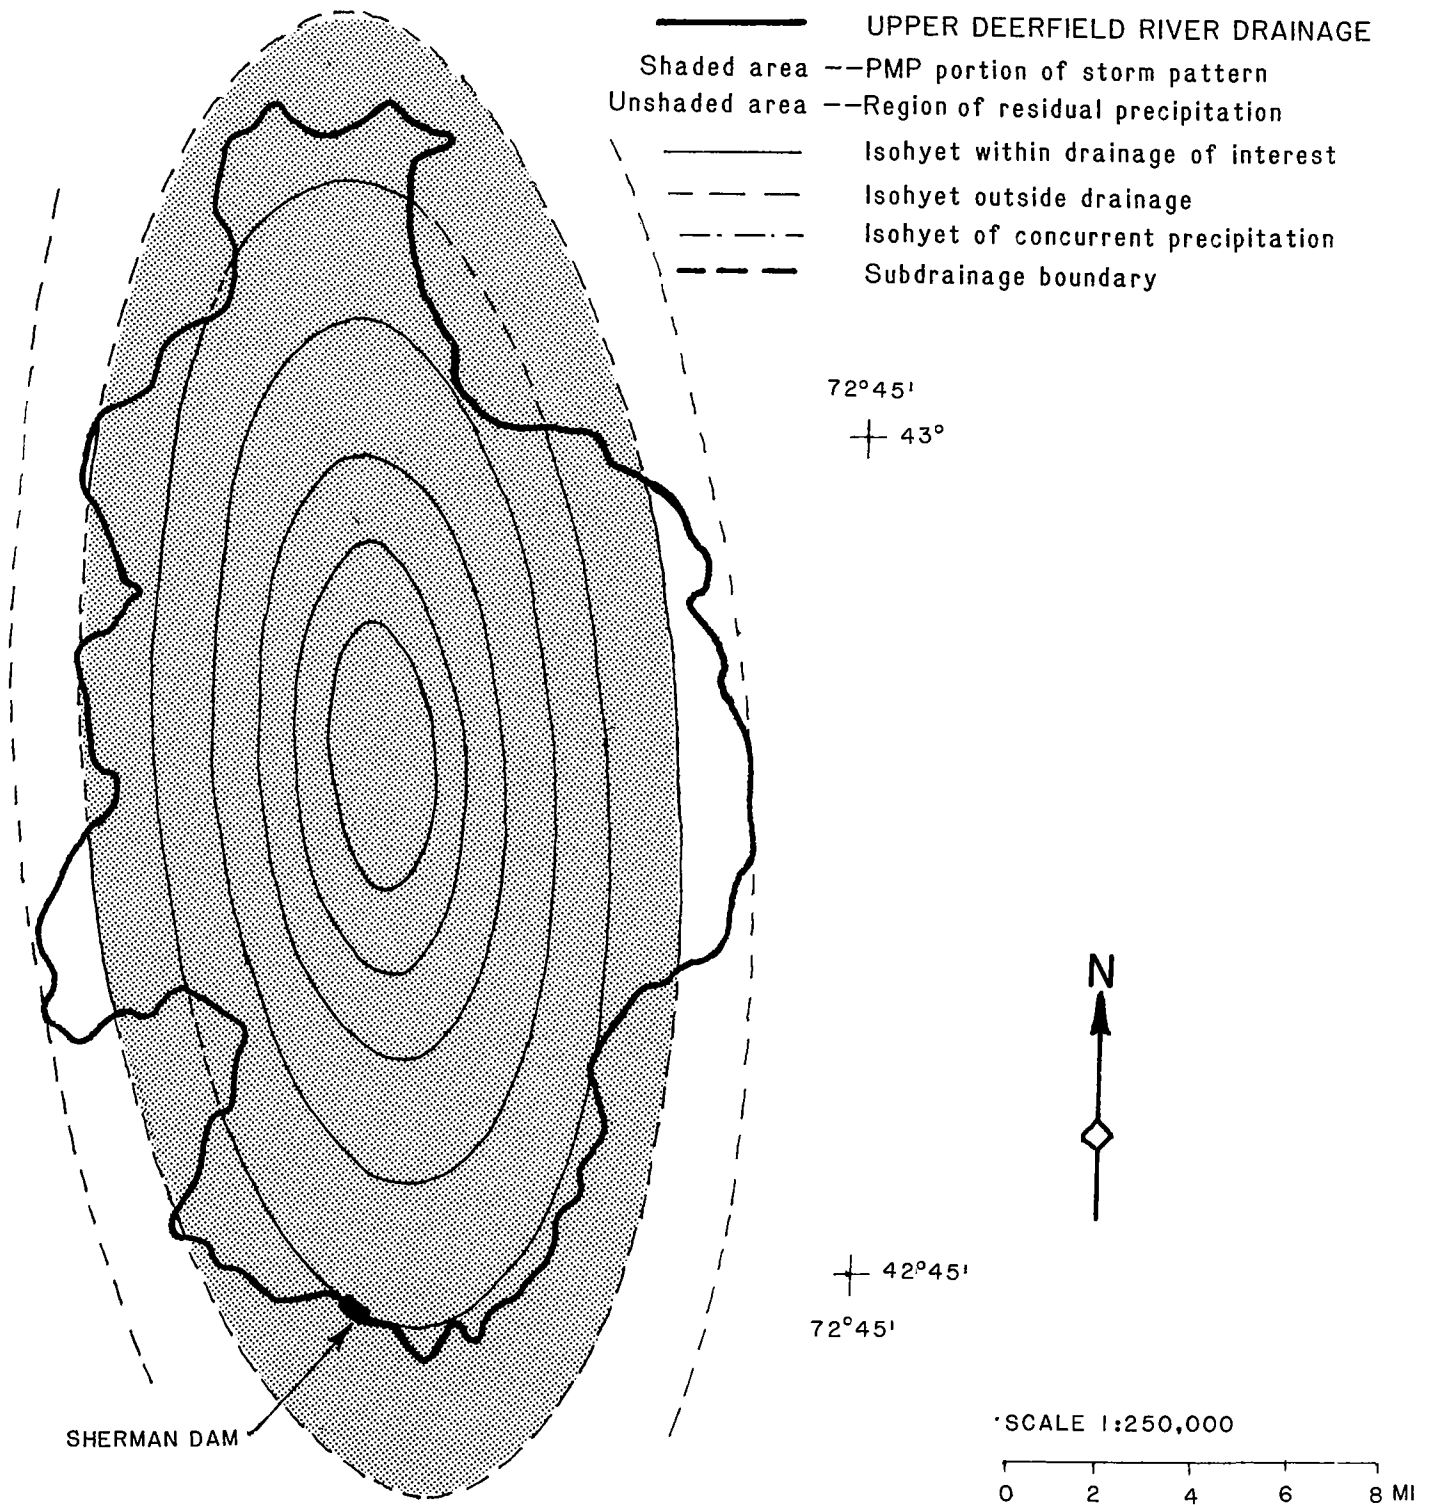 UPPER DEERFIELD RIVER DRAINAGE
Shaded area --PMP portion of storm pattern
Unshaded area --Region of residual precipitation
Isohyet within drainage of interest
Isohyet outside drainage
Isohyet of concurrent precipitation
Subdrainage boundary
72°45'
43°
N
42°45'
72°45'
SHERMAN DAM
SCALE 1:250,000
0 2 4 6 8 MI